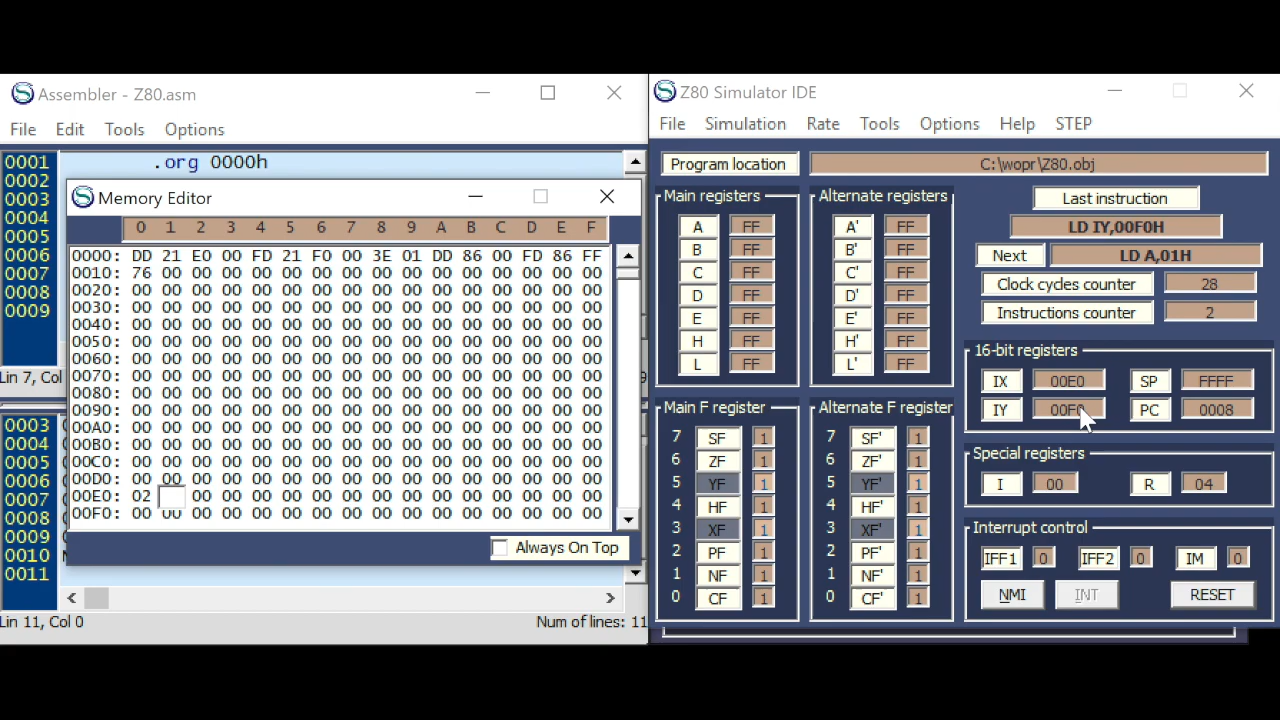 Assembler - Z80.asm
File Edit Tools Options
0001 .org 0000h
0002
0003
0004
0005
0006
0007
0008
0009
Lin 7, Col
9
0003
0004
0005
0006
0007
0008
0009
0010
0011
Lin 11, Col 0 Num of lines: 11
Memory Editor
0 1 2 3 4 5 6 7 8 9 A B C D E F
0000: DD 21 E0 00 FD 21 F0 00 3E 01 DD 86 00 FD 86 FF
0010: 76 00 00 00 00 00 00 00 00 00 00 00 00 00 00 00
0020: 00 00 00 00 00 00 00 00 00 00 00 00 00 00 00 00
0030: 00 00 00 00 00 00 00 00 00 00 00 00 00 00 00 00
0040: 00 00 00 00 00 00 00 00 00 00 00 00 00 00 00 00
0050: 00 00 00 00 00 00 00 00 00 00 00 00 00 00 00 00
0060: 00 00 00 00 00 00 00 00 00 00 00 00 00 00 00 00
0070: 00 00 00 00 00 00 00 00 00 00 00 00 00 00 00 00
0080: 00 00 00 00 00 00 00 00 00 00 00 00 00 00 00 00
0090: 00 00 00 00 00 00 00 00 00 00 00 00 00 00 00 00
00A0: 00 00 00 00 00 00 00 00 00 00 00 00 00 00 00 00
00B0: 00 00 00 00 00 00 00 00 00 00 00 00 00 00 00 00
00C0: 00 00 00 00 00 00 00 00 00 00 00 00 00 00 00 00
00D0: 00 00 00 00 00 00 00 00 00 00 00 00 00 00 00 00
00E0: 02 00 00 00 00 00 00 00 00 00 00 00 00 00 00
00F0: 00 00 00 00 00 00 00 00 00 00 00 00 00 00 00 00
Always On Top
Z80 Simulator IDE
File Simulation Rate Tools Options Help STEP
Program location C:\wopr\Z80.obj
Main registers
A FF
B FF
C FF
D FF
E FF
H FF
L FF
Alternate registers
A' FF
B' FF
C' FF
D' FF
E' FF
H' FF
L' FF
Last instruction
LD IY,00F0H
Next LD A,01H
Clock cycles counter 28
Instructions counter 2
16-bit registers
IX 00E0 SP FFFF
IY 00F0 PC 0008
Main F register
7 SF 1
6 ZF 1
5 YF 1
4 HF 1
3 XF 1
2 PF 1
1 NF 1
0 CF 1
Alternate F register
7 SF' 1
6 ZF' 1
5 YF' 1
4 HF' 1
3 XF' 1
2 PF' 1
1 NF' 1
0 CF' 1
Special registers
I 00 R 04
Interrupt control
IFF1 0 IFF2 0 IM 0
NMI INT RESET